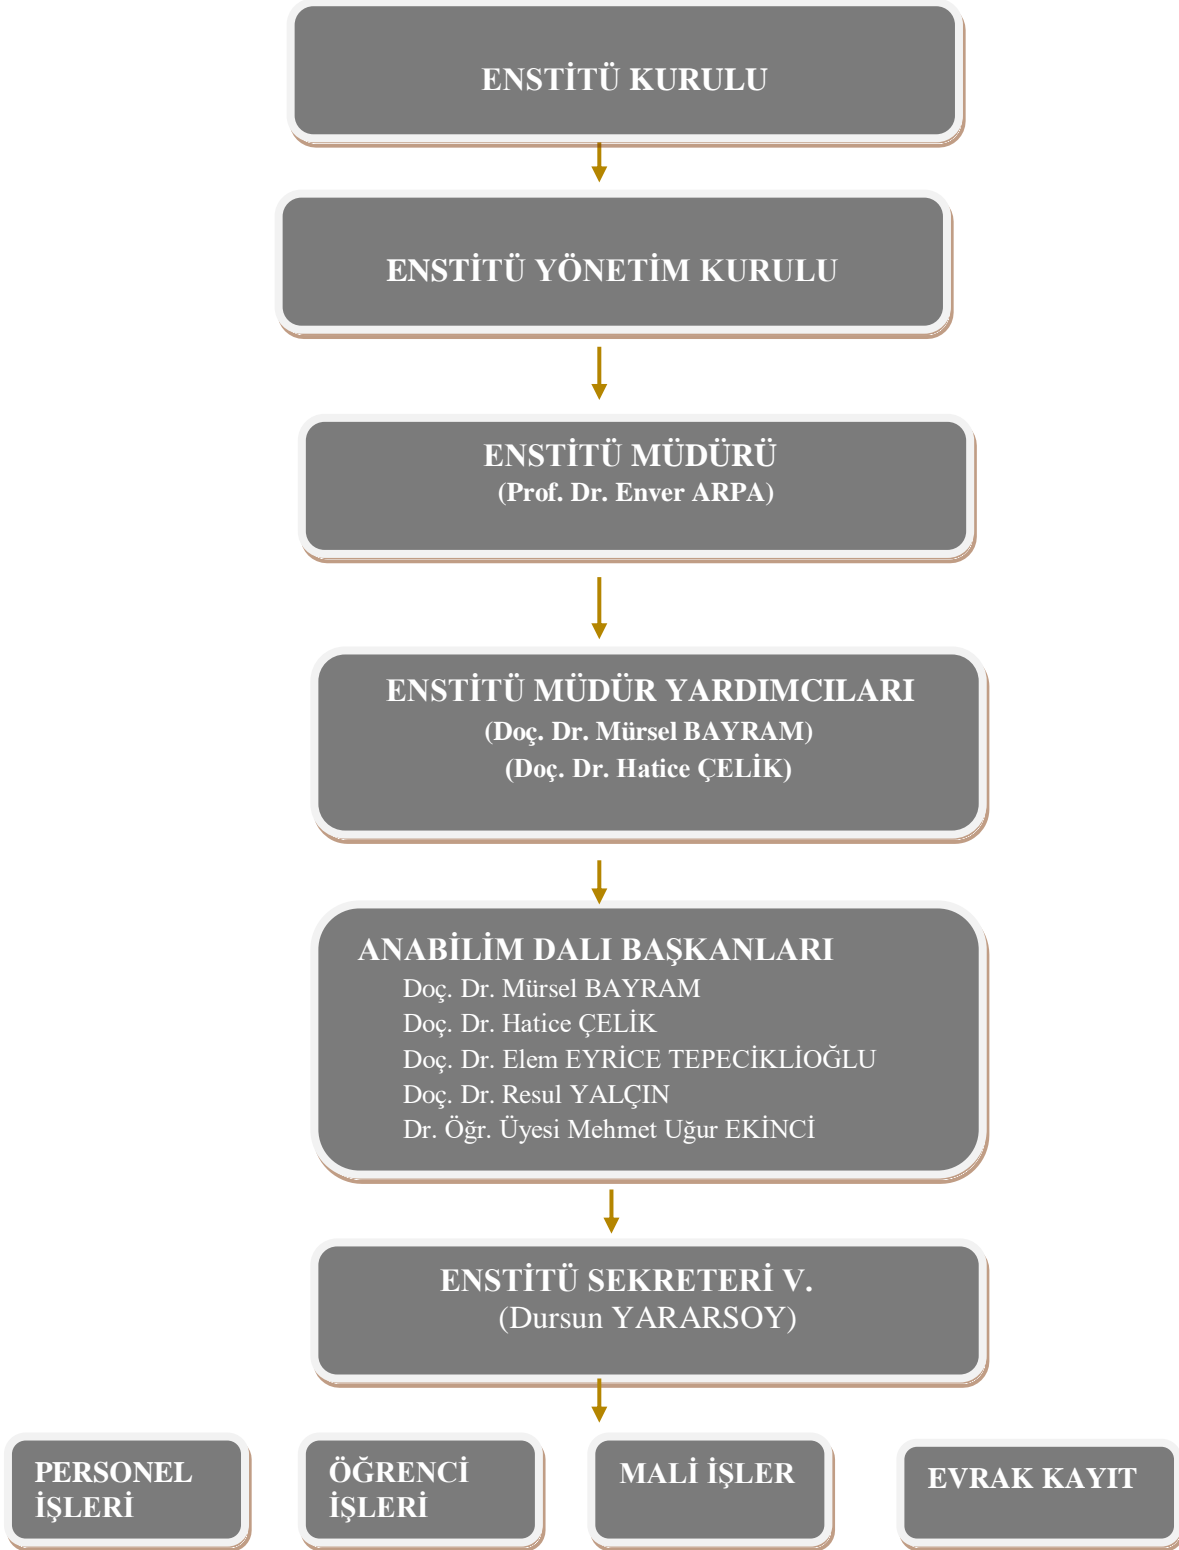 ENSTİTÜ KURULU
ENSTİTÜ YÖNETİM KURULU
ENSTİTÜ MÜDÜRÜ
(Prof. Dr. Enver ARPA)
ENSTİTÜ MÜDÜR YARDIMCILARI
(Doç. Dr. Mürsel BAYRAM)
(Doç. Dr. Hatice ÇELİK)
ANABİLİM DALI BAŞKANLARI
Doç. Dr. Mürsel BAYRAM
Doç. Dr. Hatice ÇELİK
Doç. Dr. Elem EYRİCE TEPECİKLİOĞLU
Doç. Dr. Resul YALÇIN
Dr. Öğr. Üyesi Mehmet Uğur EKİNCİ
ENSTİTÜ SEKRETERİ V.
(Dursun YARARSOY)
PERSONEL
İŞLERİ
ÖĞRENCİ
İŞLERİ
MALİ İŞLER
EVRAK KAYIT